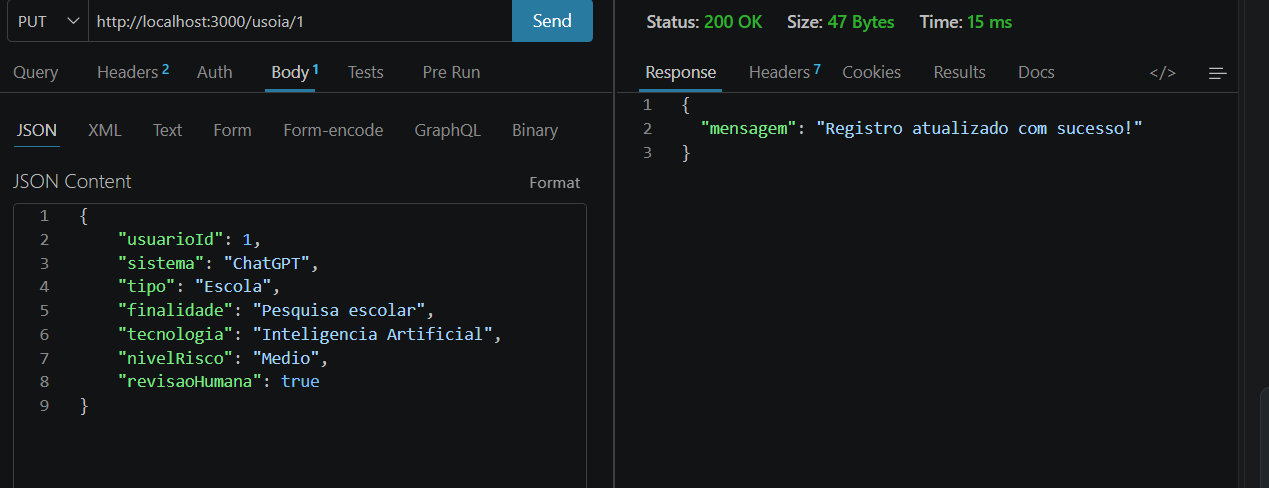 PUT http://localhost:3000/usoia/1 Send
Query Headers 2 Auth Body 1 Tests Pre Run
JSON XML Text Form Form-encode GraphQL Binary
JSON Content Format
1 {
2 "usuarioId": 1,
3 "sistema": "ChatGPT",
4 "tipo": "Escola",
5 "finalidade": "Pesquisa escolar",
6 "tecnologia": "Inteligencia Artificial",
7 "nivelRisco": "Medio",
8 "revisaoHumana": true
9 }
Status: 200 OK Size: 47 Bytes Time: 15 ms
Response Headers 7 Cookies Results Docs </>
1 {
2 "mensagem": "Registro atualizado com sucesso!"
3 }